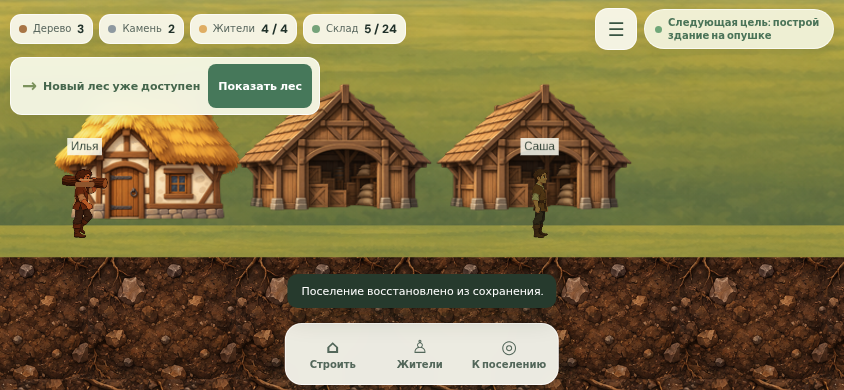 Дерево 3
Камень 2
Жители 4 / 4
Склад 5 / 24
Следующая цель: построй
здание на опушке
→ Новый лес уже доступен
Показать лес
Илья
Саша
Поселение восстановлено из сохранения.
Строить
Жители
К поселению